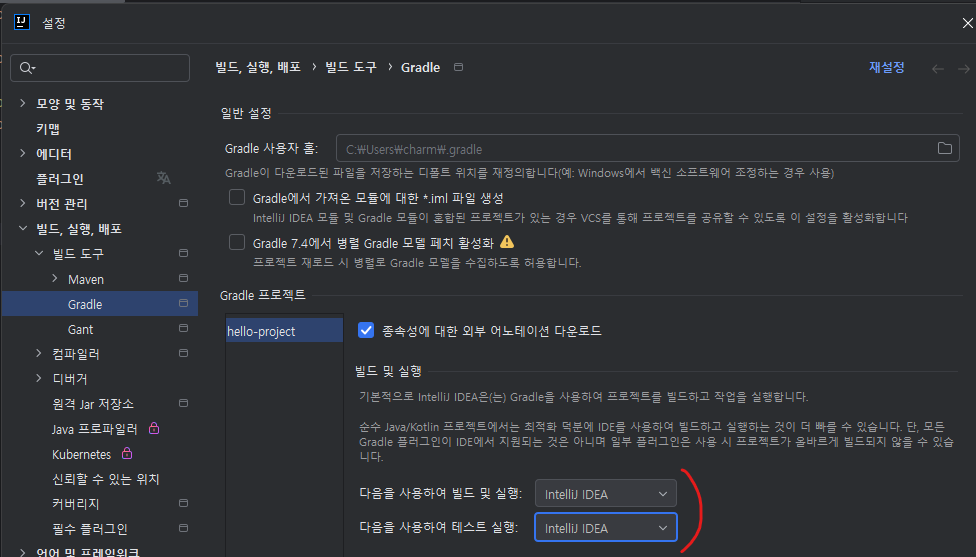 IJ
설정
빌드, 실행, 배포 > 빌드 도구 > Gradle
재설정
모양 및 동작
키맵
에디터
플러그인
버전 관리
빌드, 실행, 배포
빌드 도구
Maven
Gradle
Gant
컴파일러
디버거
원격 Jar 저장소
Java 프로파일러
Kubernetes
신뢰할 수 있는 위치
커버리지
필수 플러그인
언어 및 프레임워크
일반 설정
Gradle 사용자 홈: C:₩Users₩charm₩.gradle
Gradle이 다운로드된 파일을 저장하는 디폴트 위치를 재정의합니다(예: Windows에서 백신 소프트웨어 조정하는 경우 사용)
Gradle에서 가져온 모듈에 대한 *.iml 파일 생성
IntelliJ IDEA 모듈 및 Gradle 모듈이 혼합된 프로젝트가 있는 경우 VCS를 통해 프로젝트를 공유할 수 있도록 이 설정을 활성화합니다
Gradle 7.4에서 병렬 Gradle 모델 페치 활성화
프로젝트 재로드 시 병렬로 Gradle 모델을 수집하도록 허용합니다.
Gradle 프로젝트
hello-project
종속성에 대한 외부 어노테이션 다운로드
빌드 및 실행
기본적으로 IntelliJ IDEA은(는) Gradle을 사용하여 프로젝트를 빌드하고 작업을 실행합니다.
순수 Java/Kotlin 프로젝트에서는 최적화 덕분에 IDE를 사용하여 빌드하고 실행하는 것이 더 빠를 수 있습니다. 단, 모든
Gradle 플러그인이 IDE에서 지원되는 것은 아니며 일부 플러그인은 사용 시 프로젝트가 올바르게 빌드되지 않을 수 있습
니다.
다음을 사용하여 빌드 및 실행: IntelliJ IDEA
다음을 사용하여 테스트 실행: IntelliJ IDEA